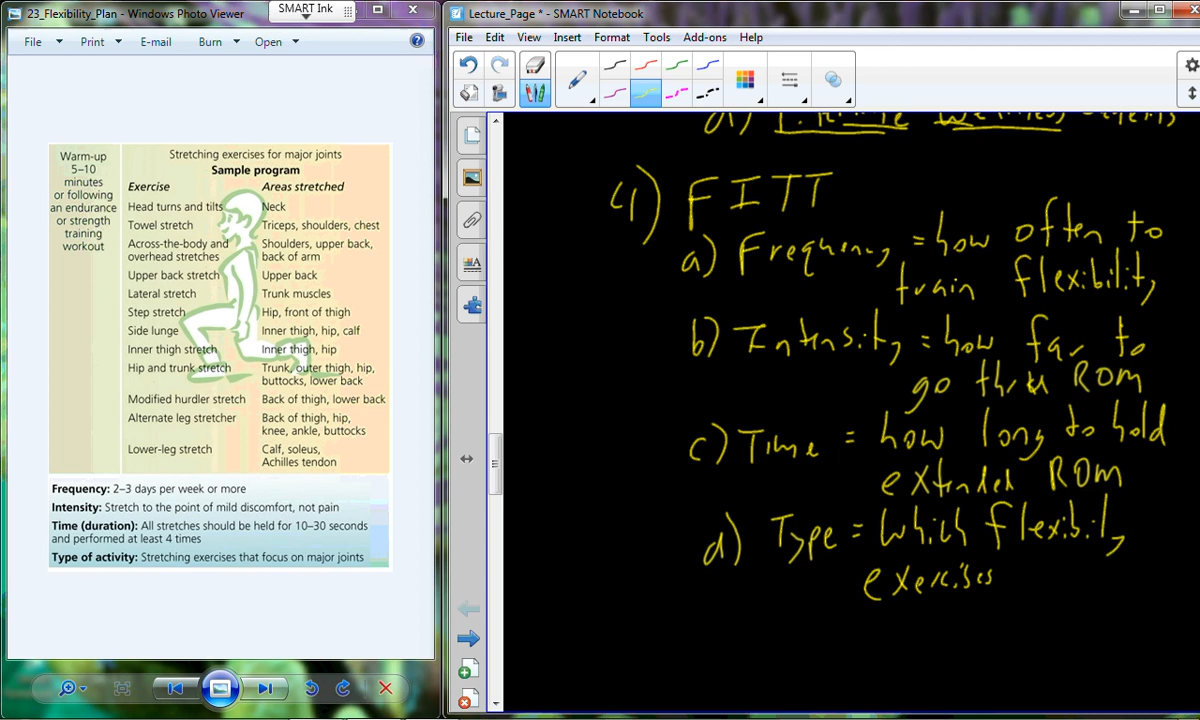 23_Flexibility_Plan - Windows Photo Viewer
SMART Ink
File Print E-mail Burn Open
Warm-up
5–10
minutes
or following
an endurance
or strength
training
workout
Stretching exercises for major joints
Sample program
Exercise Areas stretched
Head turns and tilts Neck
Towel stretch Triceps, shoulders, chest
Across-the-body and Shoulders, upper back,
overhead stretches back of arm
Upper back stretch Upper back
Lateral stretch Trunk muscles
Step stretch Hip, front of thigh
Side lunge Inner thigh, hip, calf
Inner thigh stretch Inner thigh, hip
Hip and trunk stretch Trunk, outer thigh, hip,
buttocks, lower back
Modified hurdler stretch Back of thigh, lower back
Alternate leg stretcher Back of thigh, hip,
knee, ankle, buttocks
Lower-leg stretch Calf, soleus,
Achilles tendon
Frequency: 2–3 days per week or more
Intensity: Stretch to the point of mild discomfort, not pain
Time (duration): All stretches should be held for 10–30 seconds
and performed at least 4 times
Type of activity: Stretching exercises that focus on major joints
Lecture_Page * - SMART Notebook
File Edit View Insert Format Tools Add-ons Help
4) FITT
a) Frequency = how often to
train flexibility
b) Intensity = how far to
go thru ROM
c) Time = how long to hold
extended ROM
d) Type = which flexibility
exercises